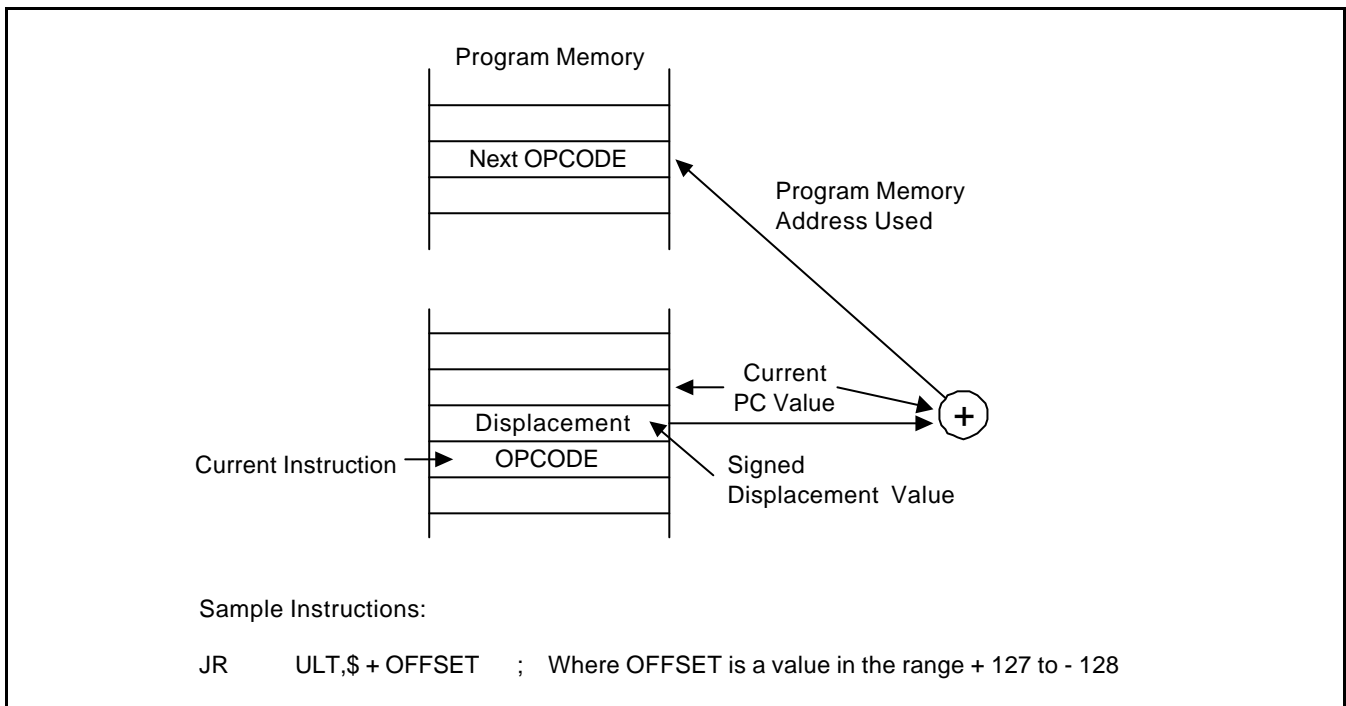 Program Memory
Next OPCODE
Program Memory
Address Used
Current
PC Value
Displacement
+
Current Instruction
OPCODE
Signed
Displacement Value
Sample Instructions:
JR ULT,$ + OFFSET ; Where OFFSET is a value in the range + 127 to - 128